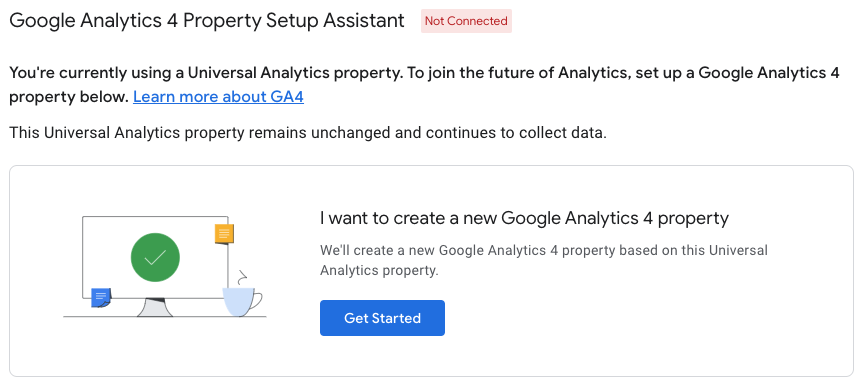 Google Analytics 4 Property Setup Assistant Not Connected
You're currently using a Universal Analytics property. To join the future of Analytics, set up a Google Analytics 4
property below. Learn more about GA4
This Universal Analytics property remains unchanged and continues to collect data.
I want to create a new Google Analytics 4 property
We'll create a new Google Analytics 4 property based on this Universal
Analytics property.
Get Started